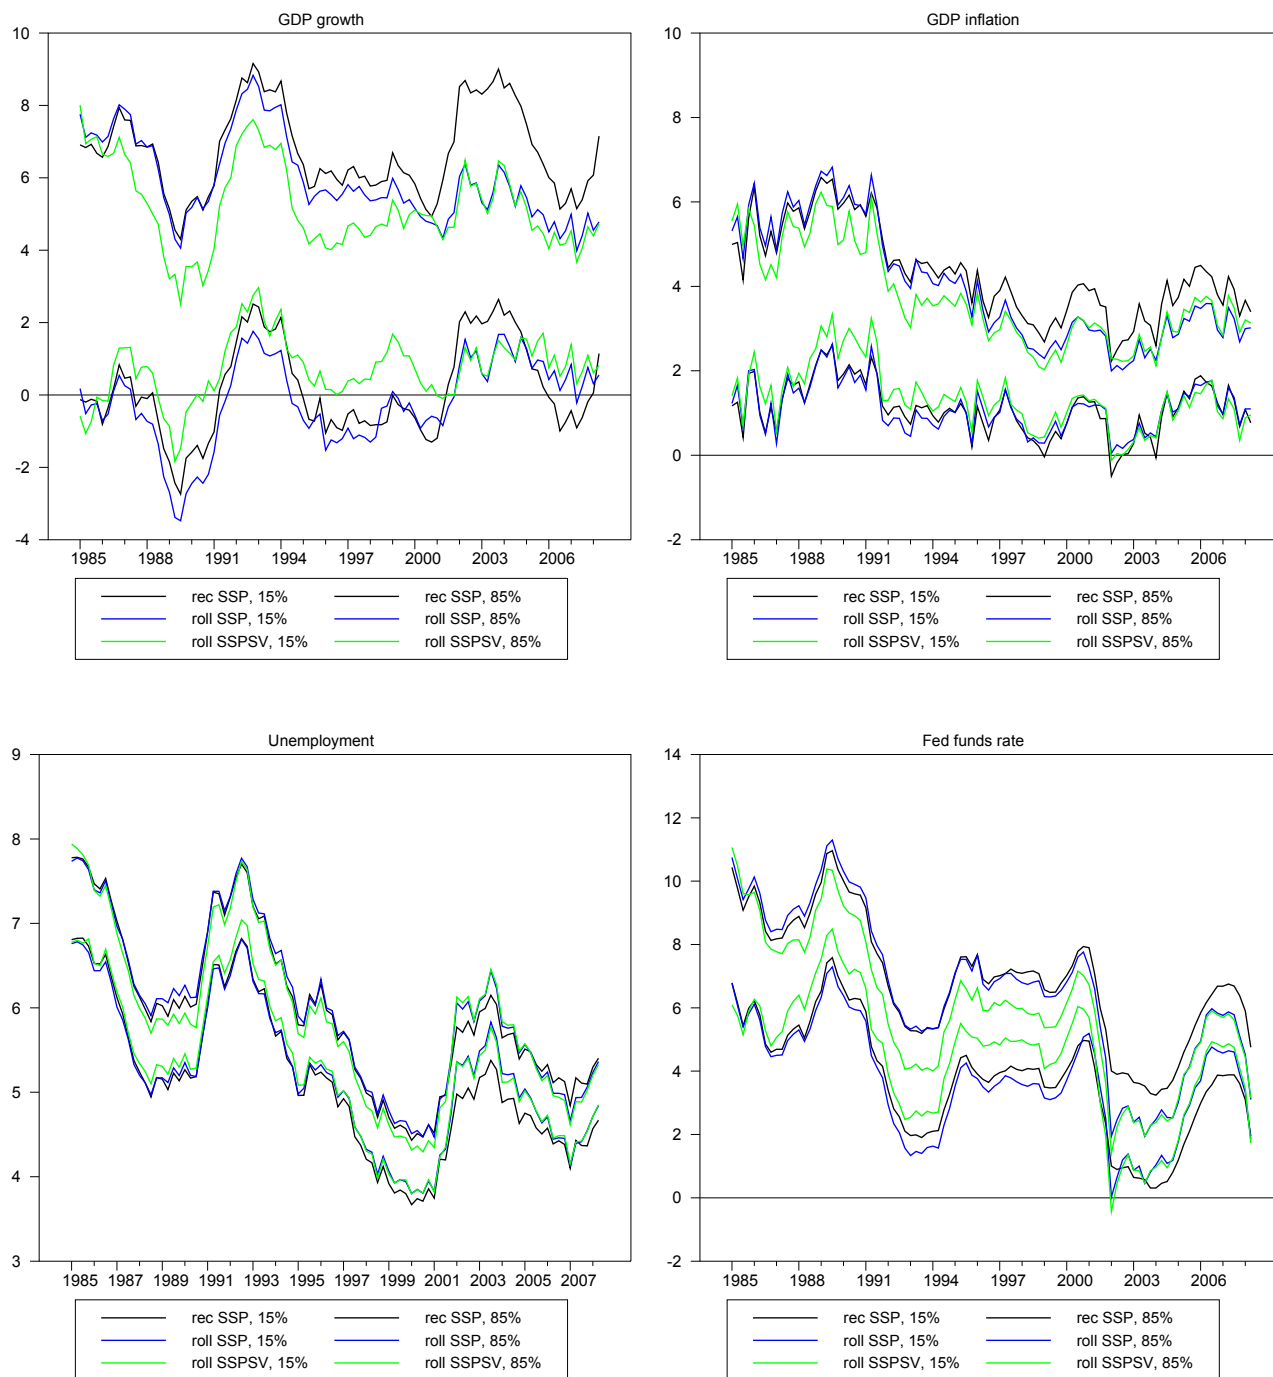 GDP growth
10
8
6
4
2
0
-2
-4
1985 1988 1991 1994 1997 2000 2003 2006
rec SSP, 15% rec SSP, 85%
roll SSP, 15% roll SSP, 85%
roll SSPSV, 15% roll SSPSV, 85%
GDP inflation
10
8
6
4
2
0
-2
1985 1988 1991 1994 1997 2000 2003 2006
rec SSP, 15% rec SSP, 85%
roll SSP, 15% roll SSP, 85%
roll SSPSV, 15% roll SSPSV, 85%
Unemployment
9
8
7
6
5
4
3
1985 1987 1989 1991 1993 1995 1997 1999 2001 2003 2005 2007
rec SSP, 15% rec SSP, 85%
roll SSP, 15% roll SSP, 85%
roll SSPSV, 15% roll SSPSV, 85%
Fed funds rate
14
12
10
8
6
4
2
0
-2
1985 1988 1991 1994 1997 2000 2003 2006
rec SSP, 15% rec SSP, 85%
roll SSP, 15% roll SSP, 85%
roll SSPSV, 15% roll SSPSV, 85%